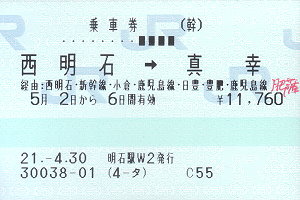 乗車券 (幹)
西明石 → 真幸
経由:西明石・新幹線・小倉・鹿児島線・日豊・豊肥・鹿児島線・肥薩
5月 2日から 6日間有効 ¥11,760
21.-4.30 明石駅W2発行
30038-01 (4-タ) C55